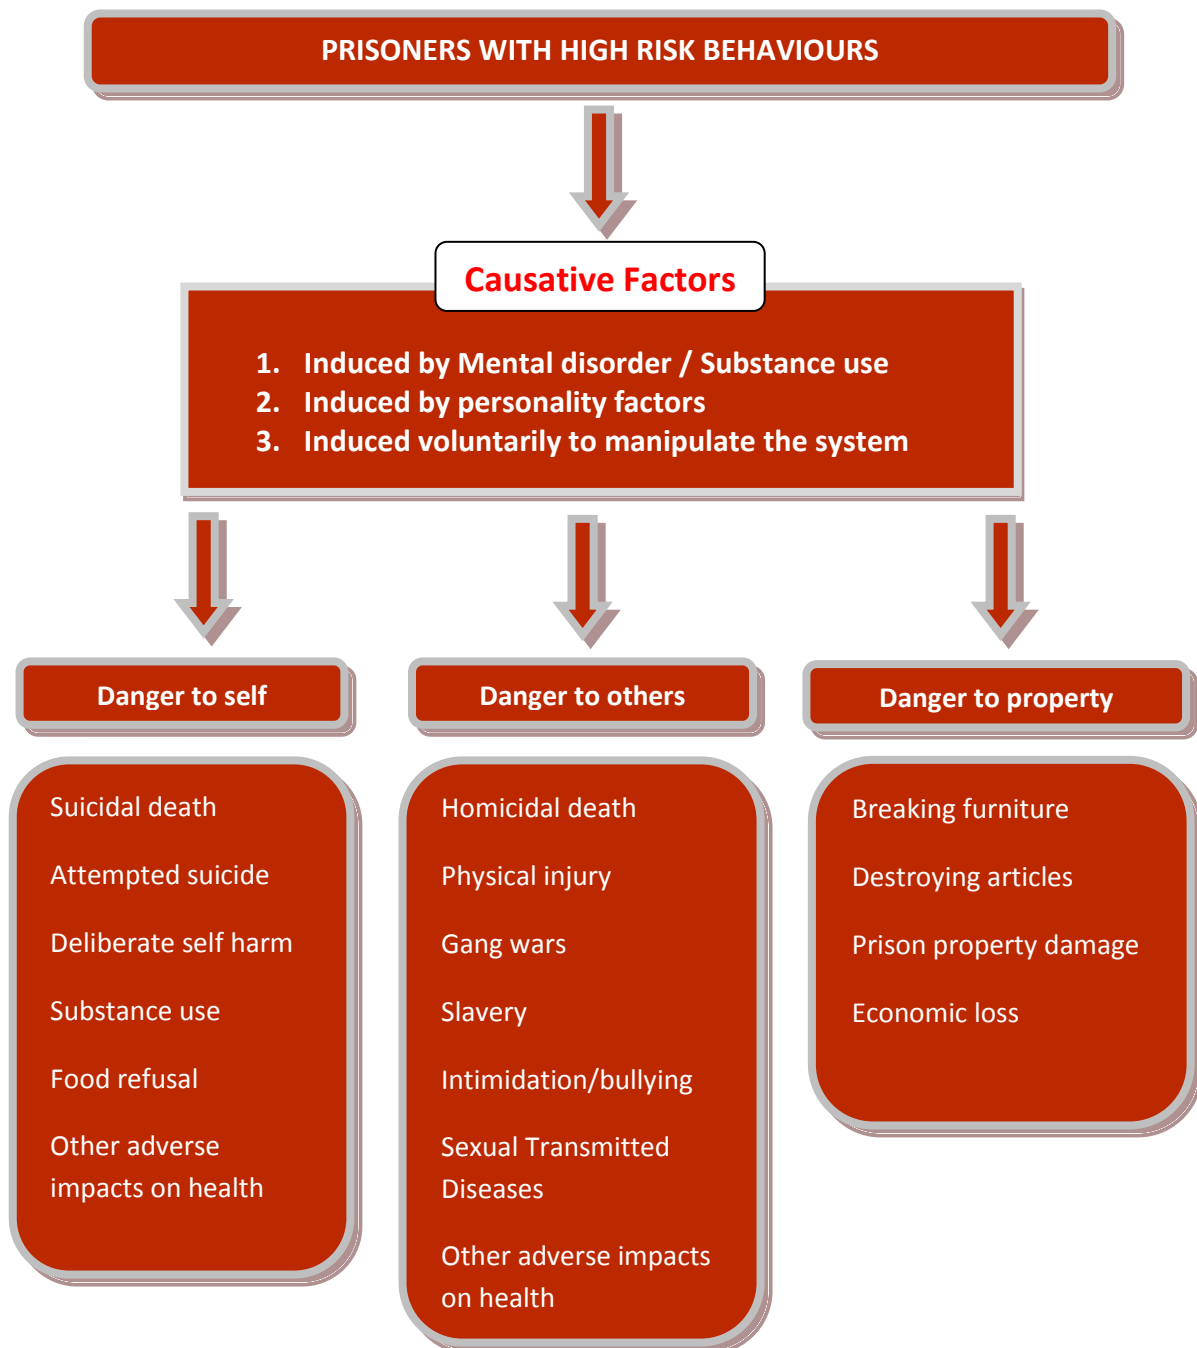 PRISONERS WITH HIGH RISK BEHAVIOURS
Causative Factors
1. Induced by Mental disorder / Substance use
2. Induced by personality factors
3. Induced voluntarily to manipulate the system
Danger to self
Suicidal death
Attempted suicide
Deliberate self harm
Substance use
Food refusal
Other adverse
impacts on health
Danger to others
Homicidal death
Physical injury
Gang wars
Slavery
Intimidation/bullying
Sexual Transmitted
Diseases
Other adverse impacts
on health
Danger to property
Breaking furniture
Destroying articles
Prison property damage
Economic loss